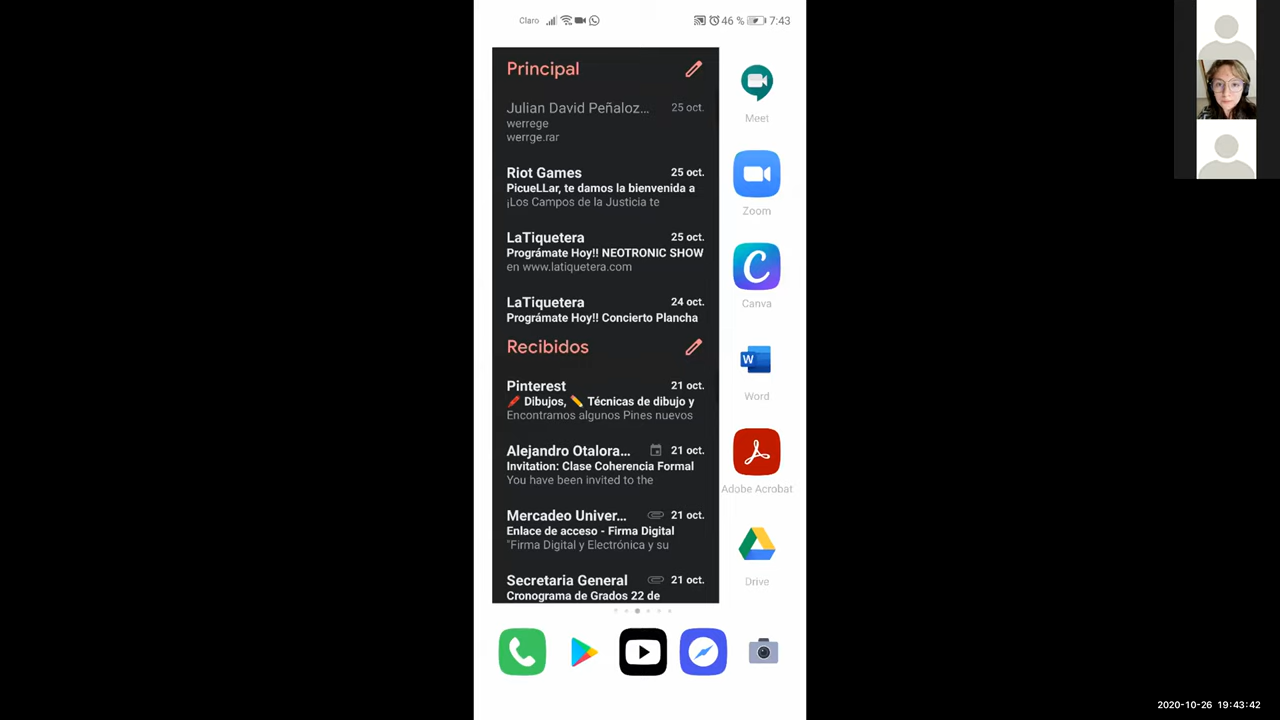 Claro 46 % 7:43
Principal
Julian David Peñaloz... 25 oct.
werrege
werrge.rar
Riot Games 25 oct.
PicueLLar, te damos la bienvenida a
¡Los Campos de la Justicia te
LaTiquetera 25 oct.
Prográmate Hoy!! NEOTRONIC SHOW
en www.latiquetera.com
LaTiquetera 24 oct.
Prográmate Hoy!! Concierto Plancha
Recibidos
Pinterest 21 oct.
Dibujos, Técnicas de dibujo y
Encontramos algunos Pines nuevos
Alejandro Otalora... 21 oct.
Invitation: Clase Coherencia Formal
You have been invited to the
Mercadeo Univer... 21 oct.
Enlace de acceso - Firma Digital
"Firma Digital y Electrónica y su
Secretaria General 21 oct.
Cronograma de Grados 22 de
Meet
Zoom
Canva
W
Word
Adobe Acrobat
Drive
2020-10-26 19:43:42